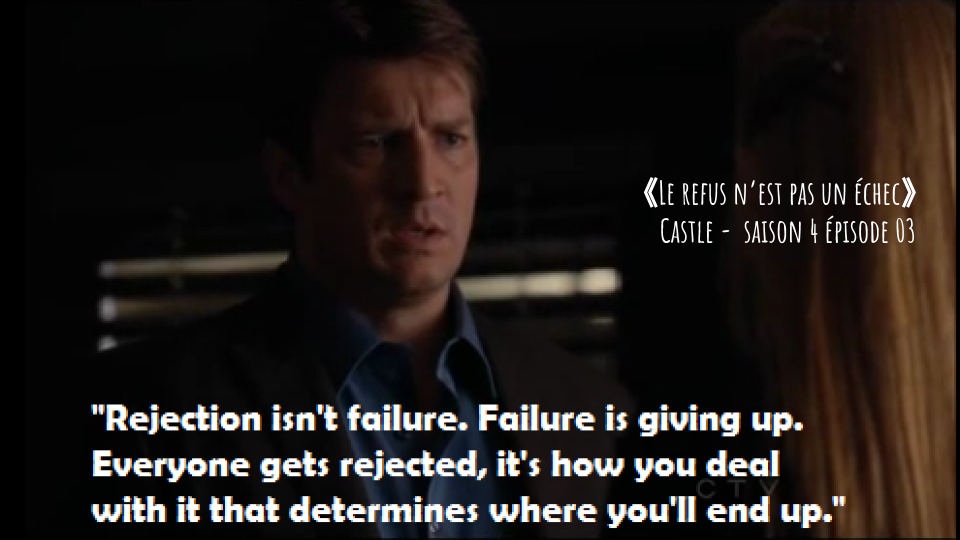 《Le refus n’est pas un échec》
Castle - saison 4 épisode 03
"Rejection isn't failure. Failure is giving up.
Everyone gets rejected, it's how you deal
with it that determines where you'll end up."
CTV